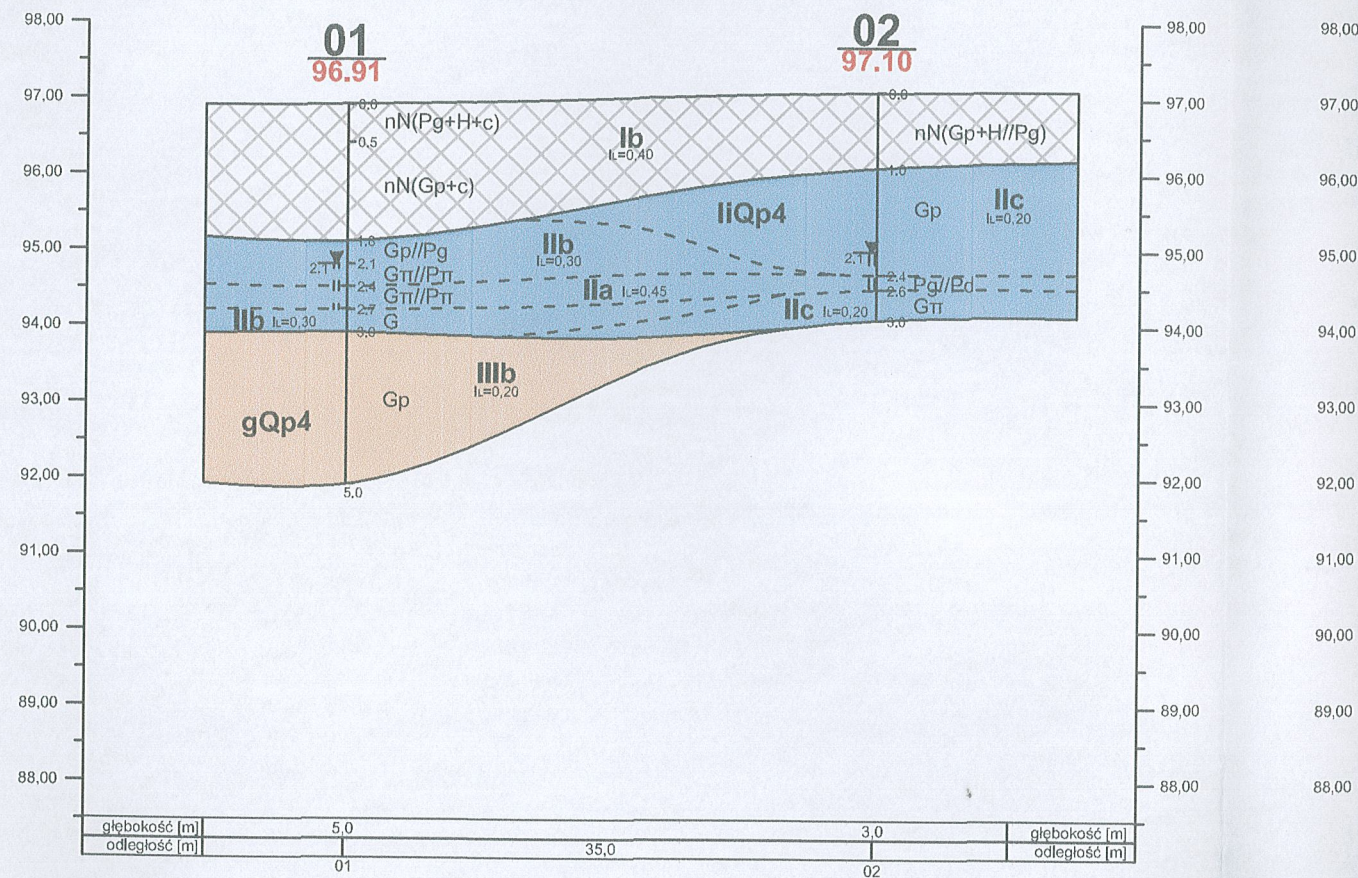 98,00
97,00
96,00
95,00
94,00
93,00
92,00
91,00
90,00
89,00
88,00
01
96.91
02
97.10
0.0
nN(Pg+H+c)
0.5
nN(Gp+c)
Ib
IL=0,40
0.0
nN(Gp+H//Pg)
1.0
1.8
Gp//Pg
2.1
2.1
Gπ//Pπ
2.4
Gπ//Pπ
2.7
G
3.0
IIb
IL=0,30
IIb
IL=0,30
IIa IL=0,45
liQp4
Gp
IIc
IL=0,20
2.1
2.4
Pg//Pd
2.6
Gπ
IIc IL=0,20
3.0
IIIb
IL=0,20
Gp
gQp4
5.0
98,00
97,00
96,00
95,00
94,00
93,00
92,00
91,00
90,00
89,00
88,00
98,00
97,00
96,00
95,00
94,00
93,00
92,00
91,00
90,00
89,00
88,00
głębokość [m] 5,0 3,0 głębokość [m]
odległość [m] 35,0 odległość [m]
01 02